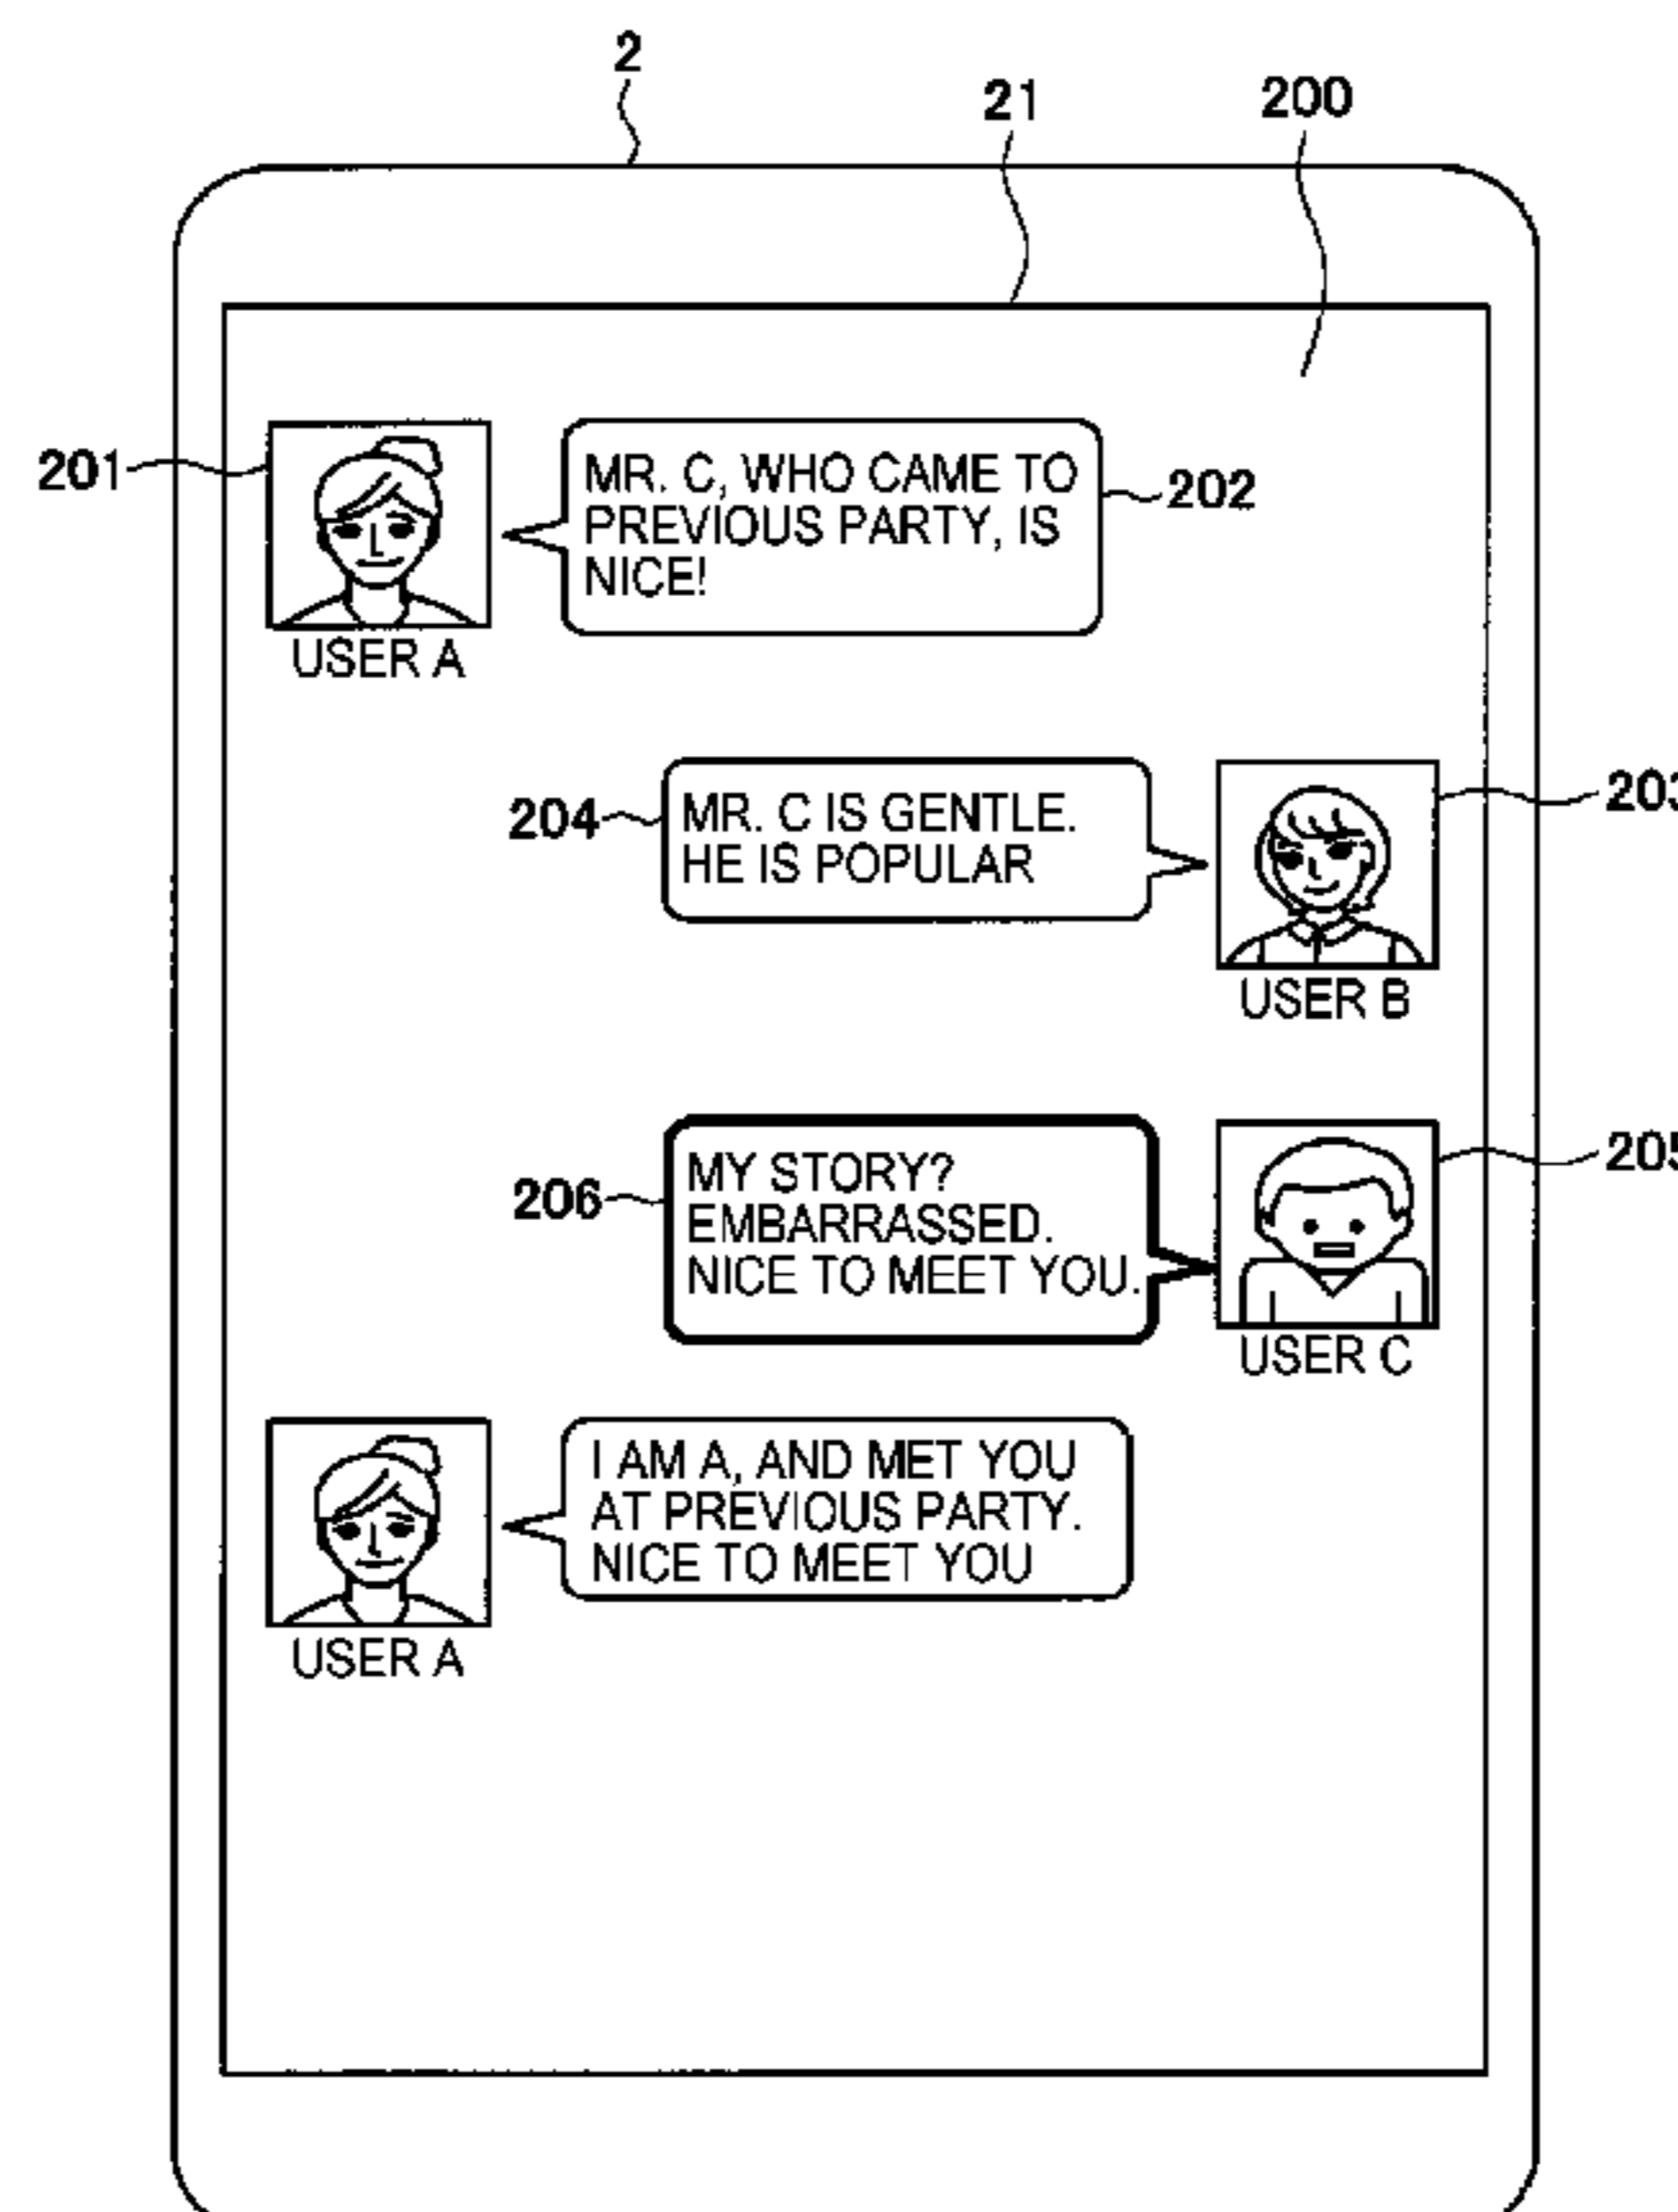 2
21
200
201
MR. C, WHO CAME TO
PREVIOUS PARTY, IS
NICE!
202
USER A
204
MR. C IS GENTLE.
HE IS POPULAR
203
USER B
206
MY STORY?
EMBARRASSED.
NICE TO MEET YOU.
205
USER C
I AM A, AND MET YOU
AT PREVIOUS PARTY.
NICE TO MEET YOU
USER A